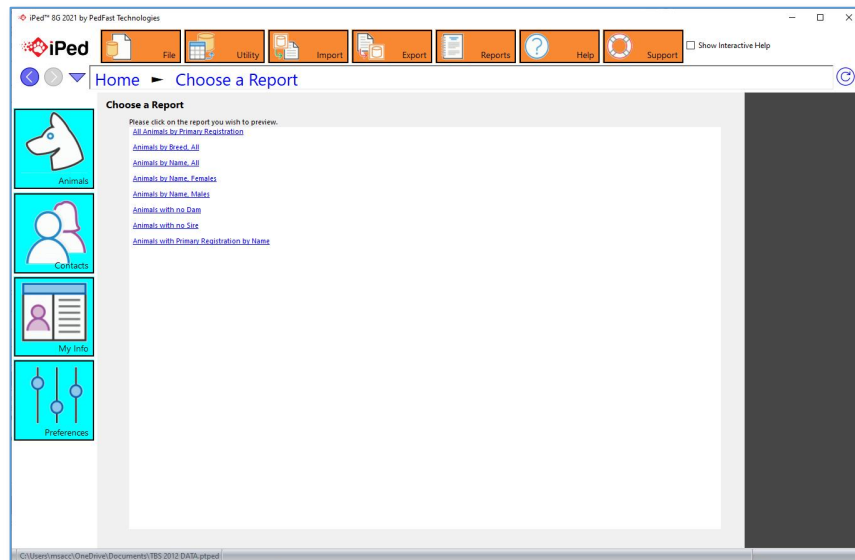 iPed™ 8G 2021 by PedFast Technologies
iPed
File
Utility
Import
Export
Reports
Help
Support
Show Interactive Help
Home ► Choose a Report
Choose a Report
Please click on the report you wish to preview.
All Animals by Primary Registration
Animals by Breed, All
Animals by Name, All
Animals by Name, Females
Animals by Name, Males
Animals with no Dam
Animals with no Sire
Animals with Primary Registration by Name
Animals
Contacts
My Info
Preferences
C:\Users\msacc\OneDrive\Documents\TBS 2012 DATA.ptped